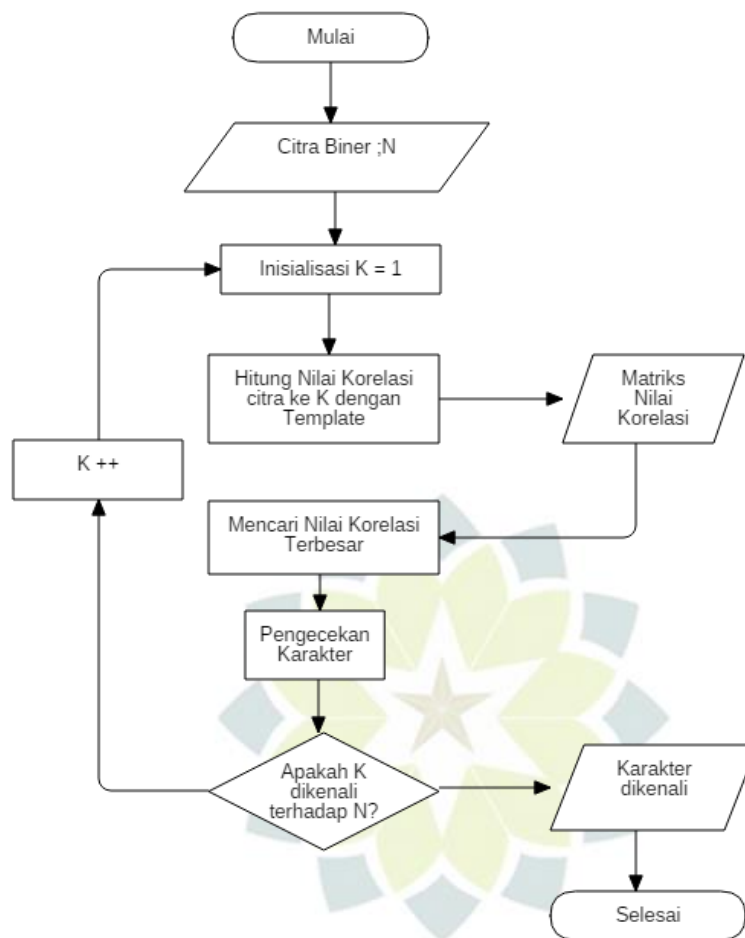 Mulai
Citra Biner ;N
Inisialisasi K = 1
Hitung Nilai Korelasi
citra ke K dengan
Template
Matriks
Nilai
Korelasi
K ++
Mencari Nilai Korelasi
Terbesar
Pengecekan
Karakter
Apakah K
dikenali
terhadap N?
Karakter
dikenali
Selesai